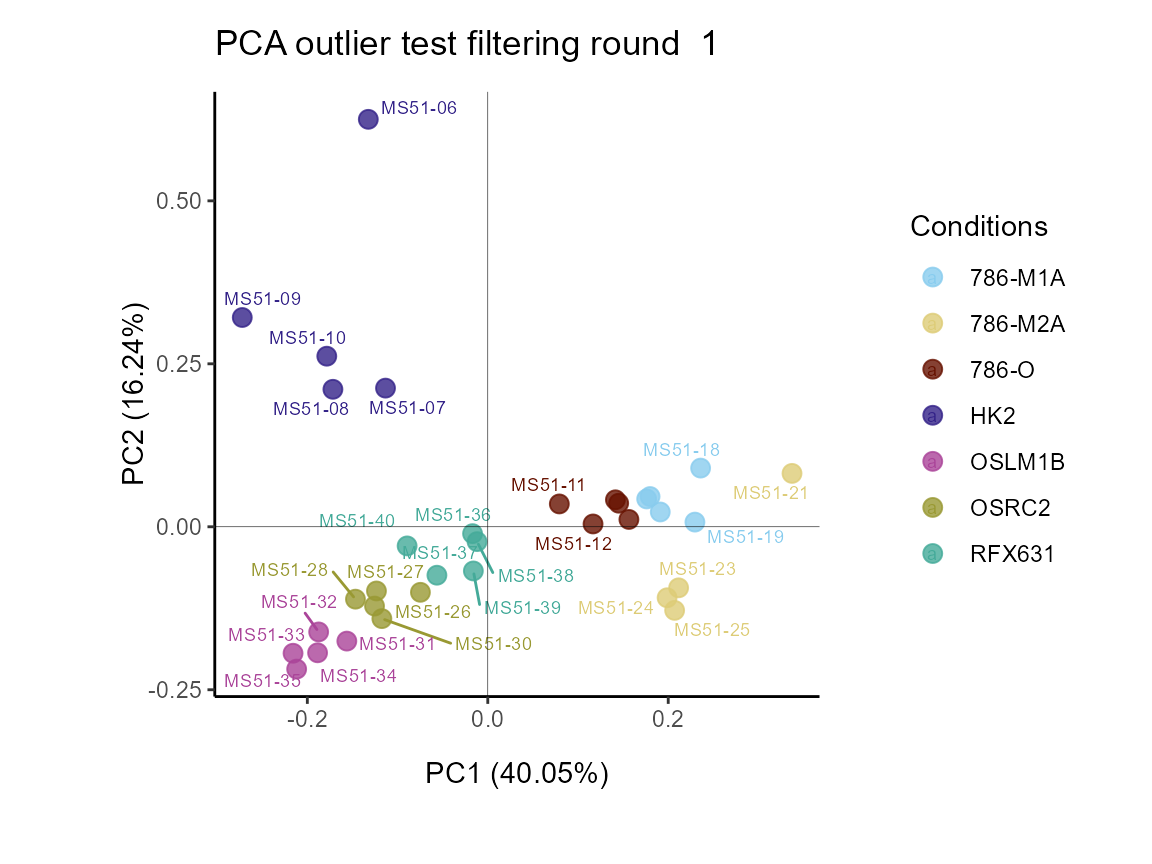 PCA outlier test filtering round  1
MS51-06
0.50
MS51-09
MS51-10
0.25
MS51-08
MS51-07
MS51-18
MS51-11
MS51-21
MS51-40
MS51-36
0.00
MS51-12
MS51-19
MS51-37
MS51-28
MS51-27
MS51-38
MS51-23
MS51-32
MS51-26
MS51-39
MS51-24
MS51-33
MS51-31
MS51-30
MS51-25
MS51-35
MS51-34
-0.25
-0.2
0.0
0.2
PC1 (40.05%)
PC2 (16.24%)
Conditions
a 786-M1A
a 786-M2A
a 786-O
a HK2
a OSLM1B
a OSRC2
a RFX631